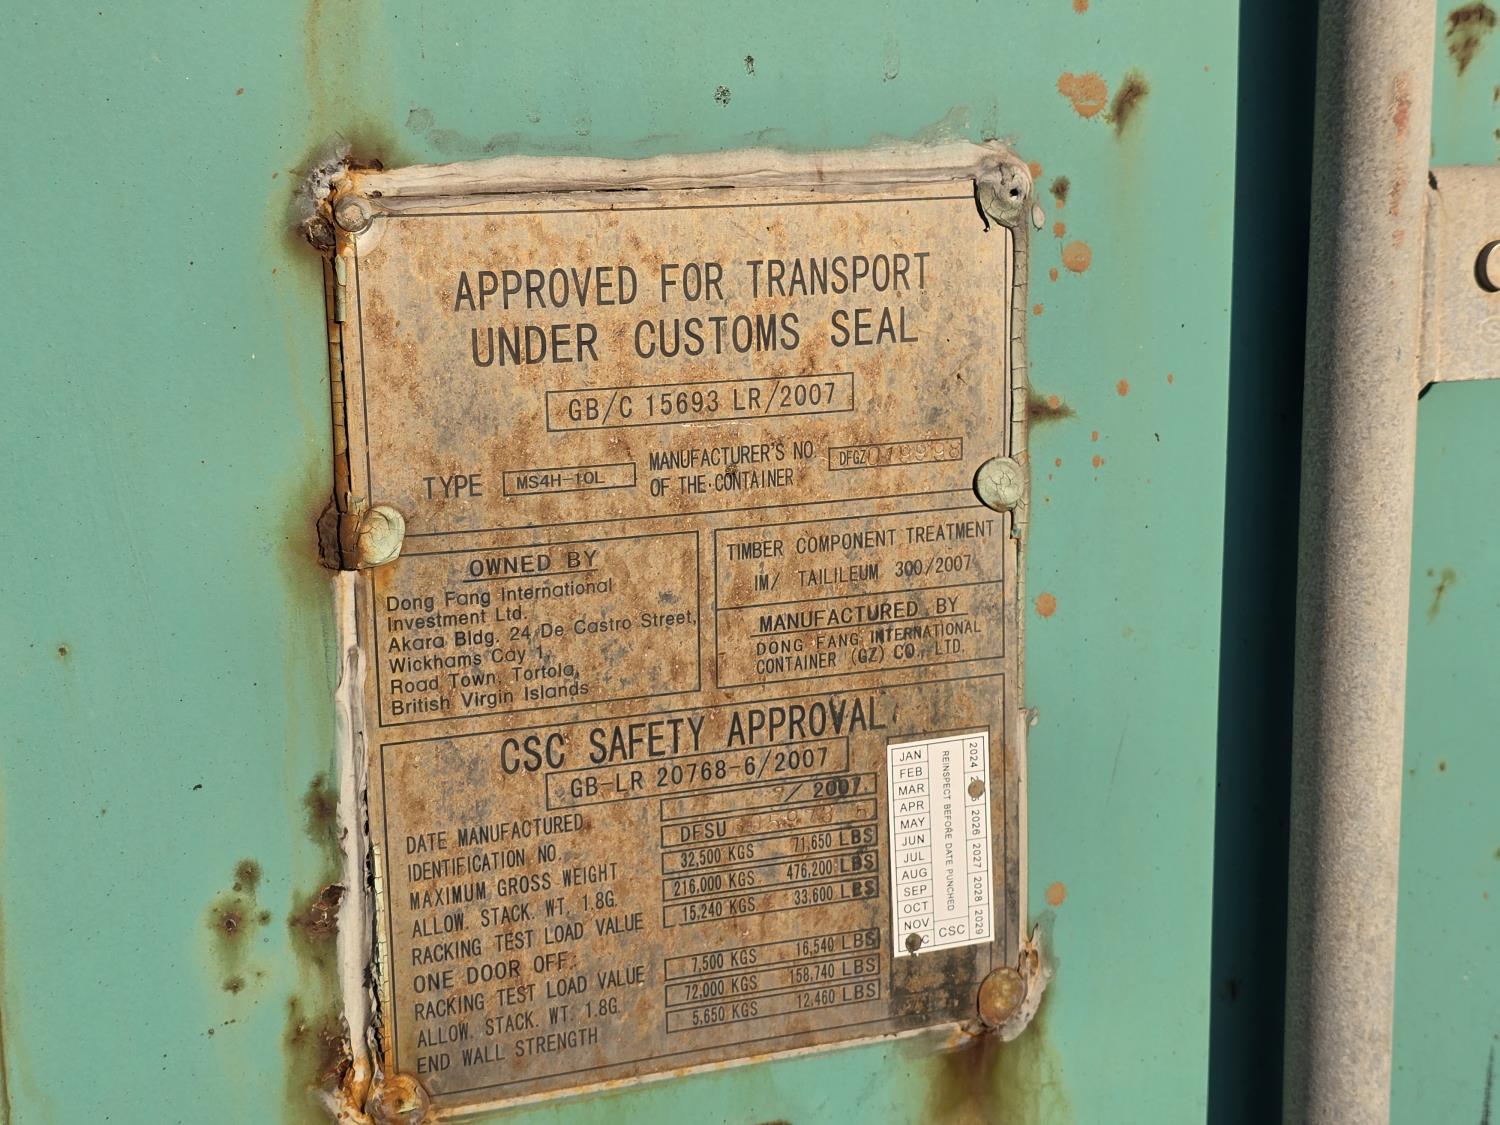 APPROVED FOR TRANSPORT
UNDER CUSTOMS SEAL
GB/C 15693 LR/2007
TYPE MS4H-10L
MANUFACTURER'S NO.
OF THE CONTAINER
DFGZ
OWNED BY
Dong Fang International
Investment Ltd.
Akara Bldg. 24 De Castro Street,
Wickhams Cay 1,
Road Town, Tortola,
British Virgin Islands
TIMBER COMPONENT TREATMENT
IM/ TAILILEUM 300/2007
MANUFACTURED BY
DONG FANG INTERNATIONAL
CONTAINER (GZ) CO., LTD.
CSC SAFETY APPROVAL
GB-LR 20768-6/2007
DATE MANUFACTURED / 2007
IDENTIFICATION NO. DFSU
MAXIMUM GROSS WEIGHT 32,500 KGS 71,650 LBS
ALLOW. STACK. WT. 1.8G. 216,000 KGS. 476,200 LBS
RACKING TEST LOAD VALUE 15,240 KGS 33,600 LBS
ONE DOOR OFF:
RACKING TEST LOAD VALUE 7,500 KGS 16,540 LBS
ALLOW. STACK. WT. 1.8G. 72,000 KGS 158,740 LBS
END WALL STRENGTH 5,650 KGS 12,460 LBS
JAN
FEB
MAR
APR
MAY
JUN
JUL
AUG
SEP
OCT
NOV
REINSPECT BEFORE DATE PUNCHED
CSC
2024
2026
2027
2028
2029